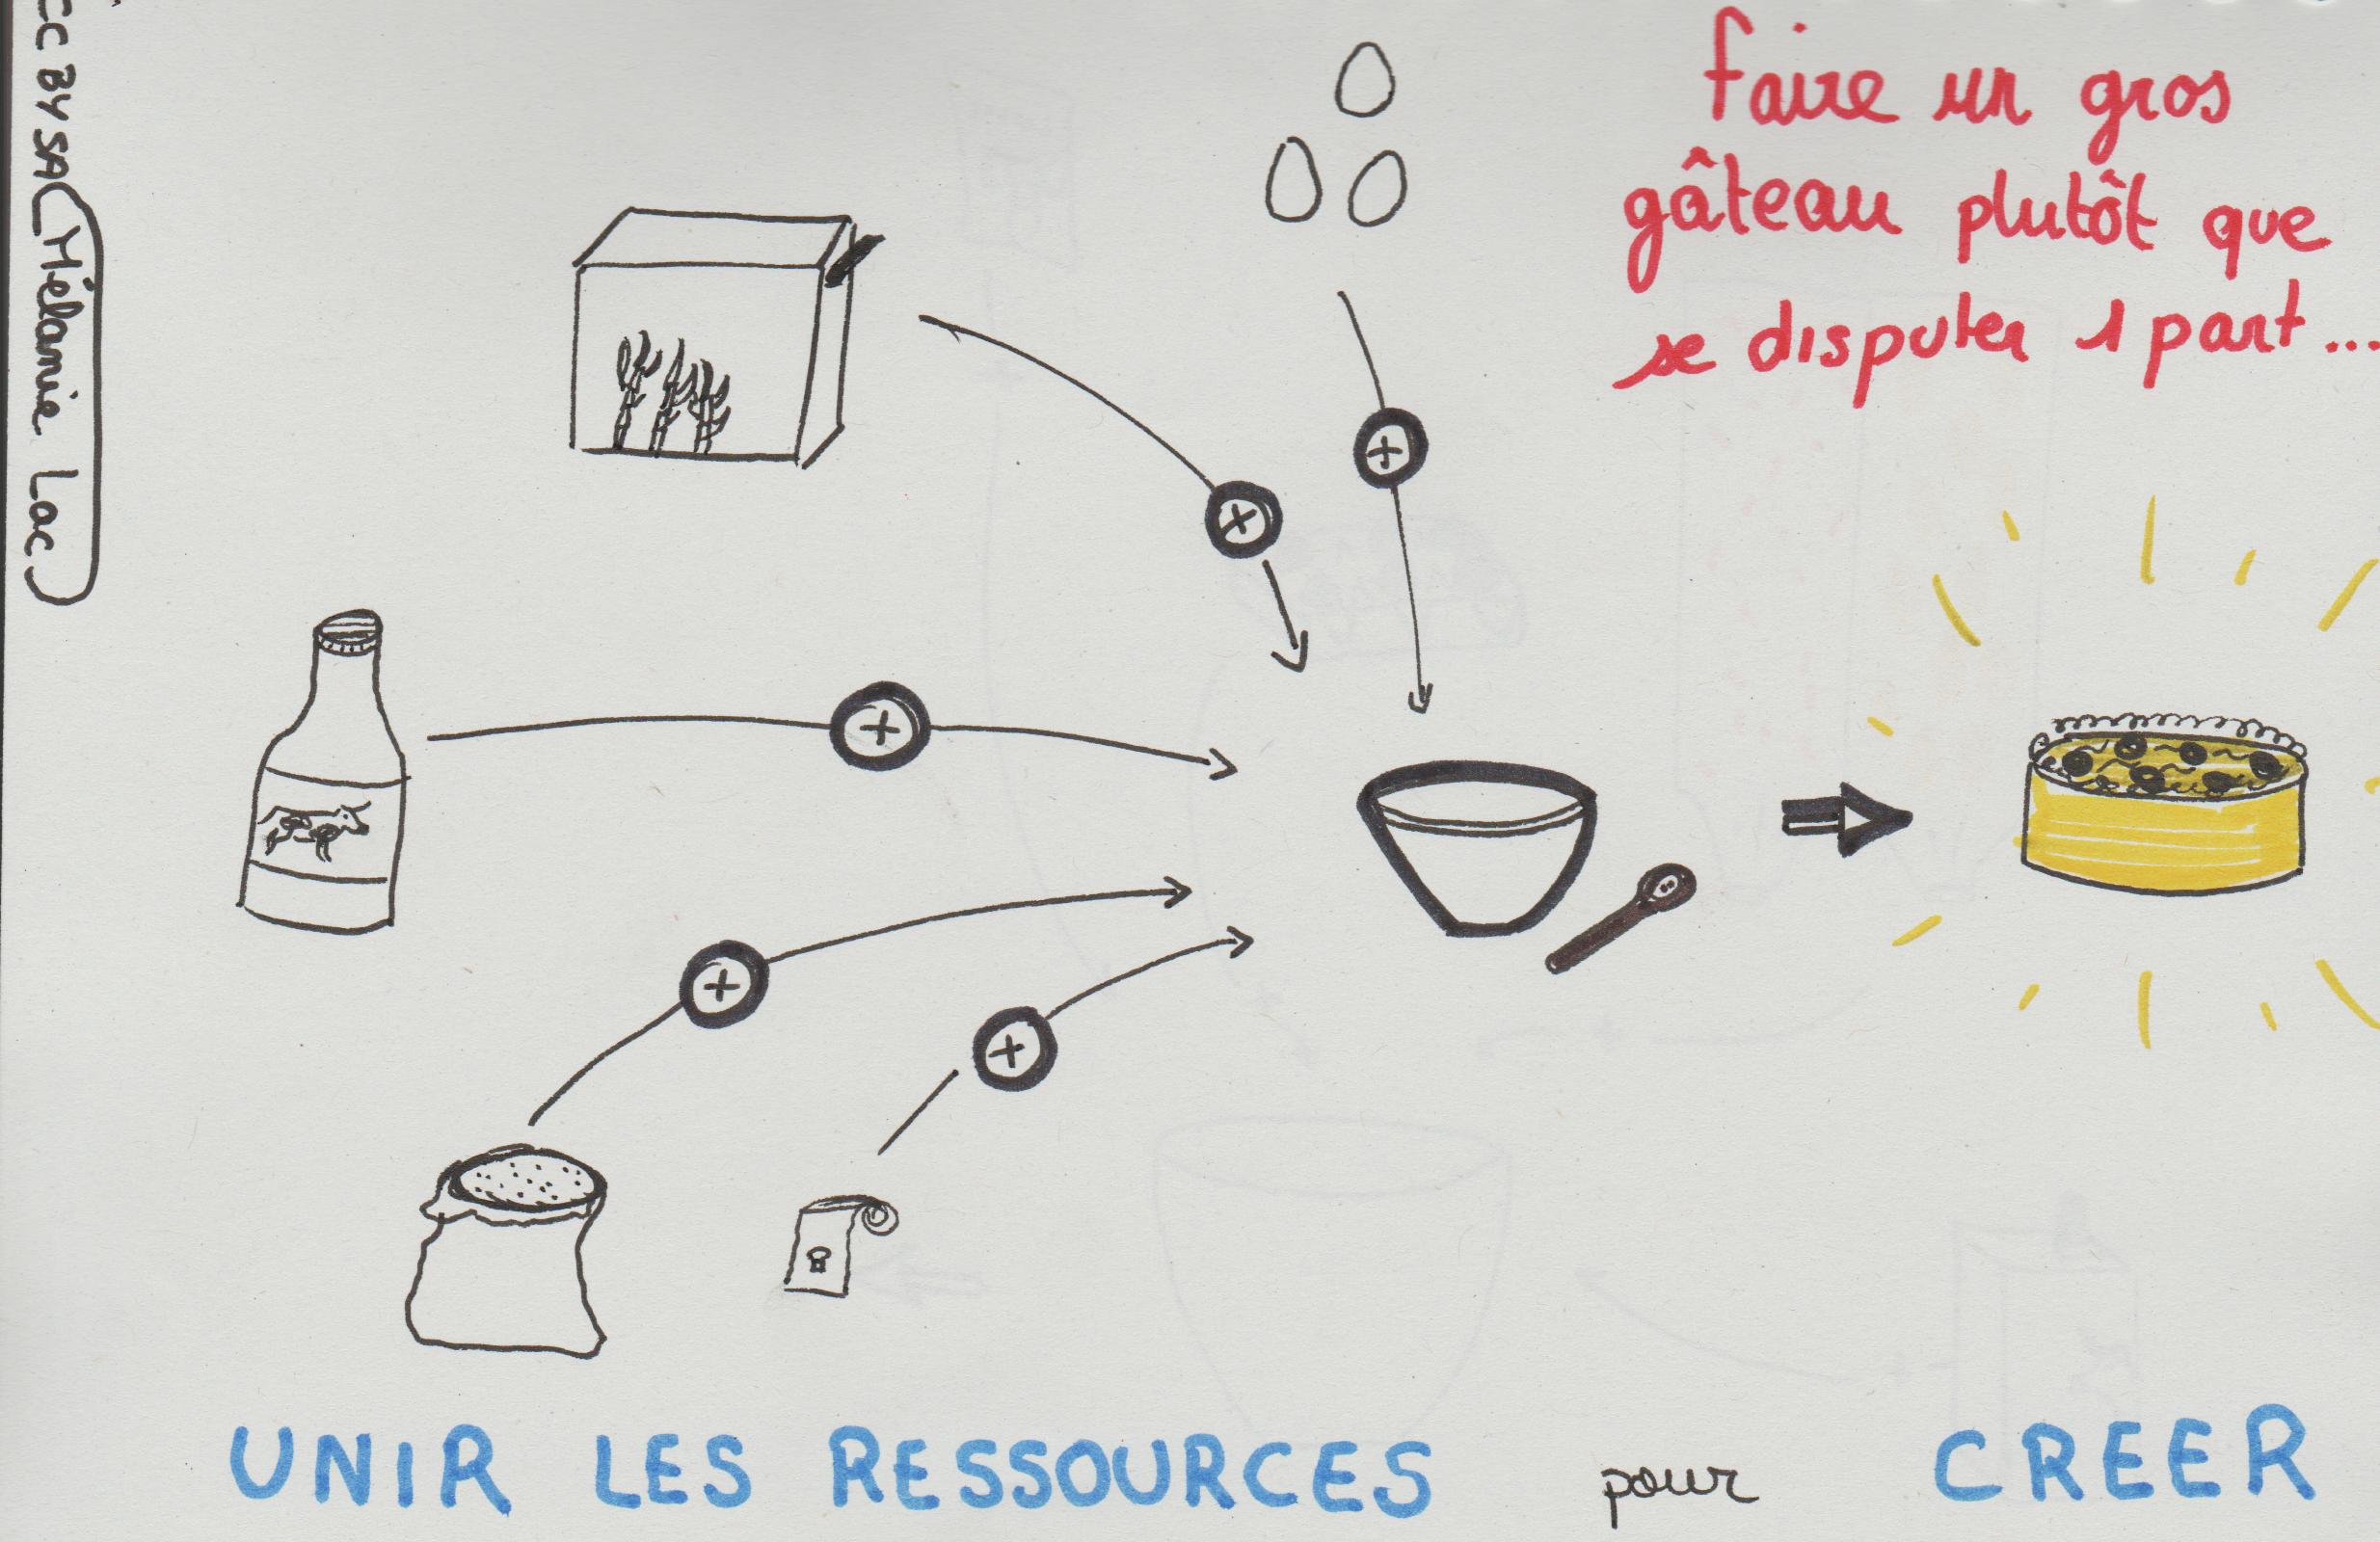 faire un gros
gâteau plutôt que
se disputer 1 part...
UNIR LES RESSOURCES pour CREER
CC BY SA Mélanie Lac